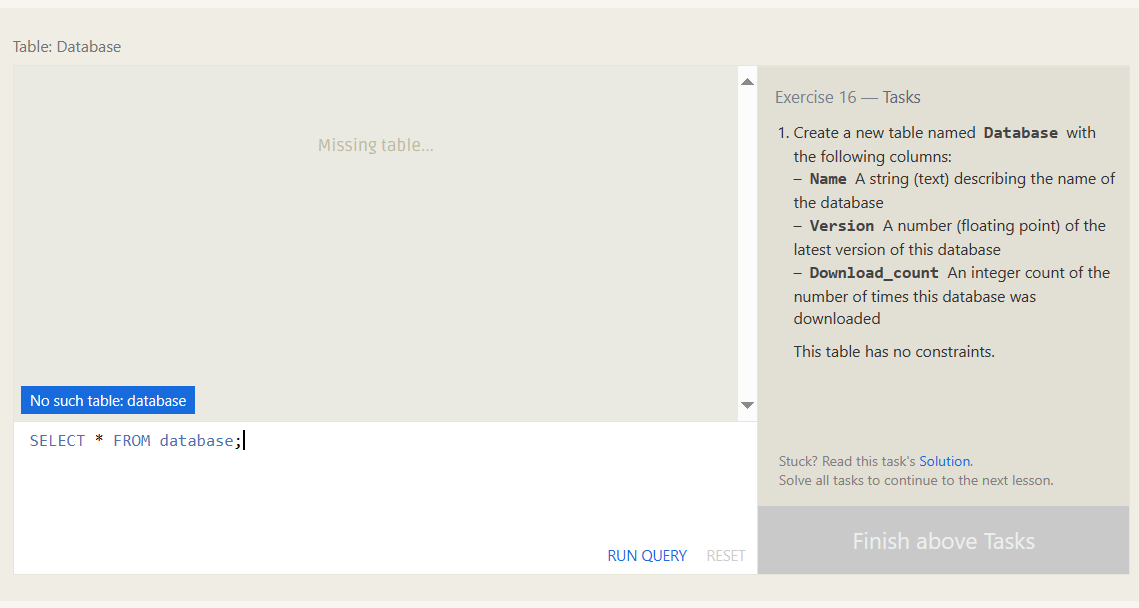 Table: Database
Missing table...
No such table: database
SELECT * FROM database;
RUN QUERY RESET
Exercise 16 — Tasks
1. Create a new table named Database with
the following columns:
– Name A string (text) describing the name of
the database
– Version A number (floating point) of the
latest version of this database
– Download_count An integer count of the
number of times this database was
downloaded
This table has no constraints.
Stuck? Read this task's Solution.
Solve all tasks to continue to the next lesson.
Finish above Tasks